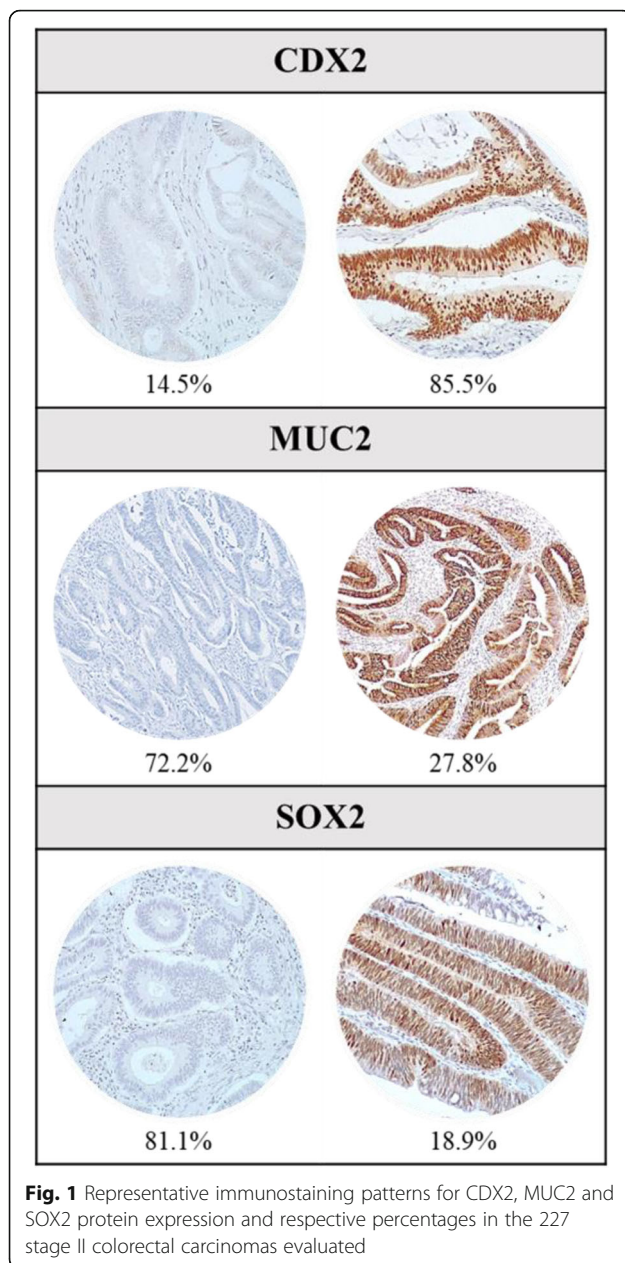 CDX2
14.5% 85.5%
MUC2
72.2% 27.8%
SOX2
81.1% 18.9%
Fig. 1 Representative immunostaining patterns for CDX2, MUC2 and
SOX2 protein expression and respective percentages in the 227
stage II colorectal carcinomas evaluated